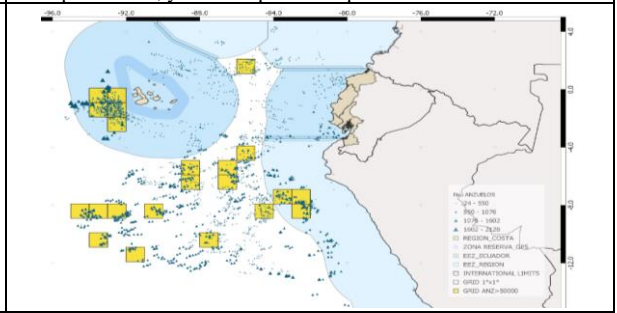 -96.0 -92.0 -88.0 -84.0 -80.0 -76.0 -72.0
4.0
0.0
-4.0
-8.0
-12.0
No. ANZUELOS
24 - 550
550 - 1076
1076 - 1602
1602 - 2128
REGION_COSTA
ZONA RESERVA_GPS
EEZ_ECUADOR
EEZ_REGION
INTERNATIONAL LIMITS
GRID 1°x1°
GRID ANZ>50000